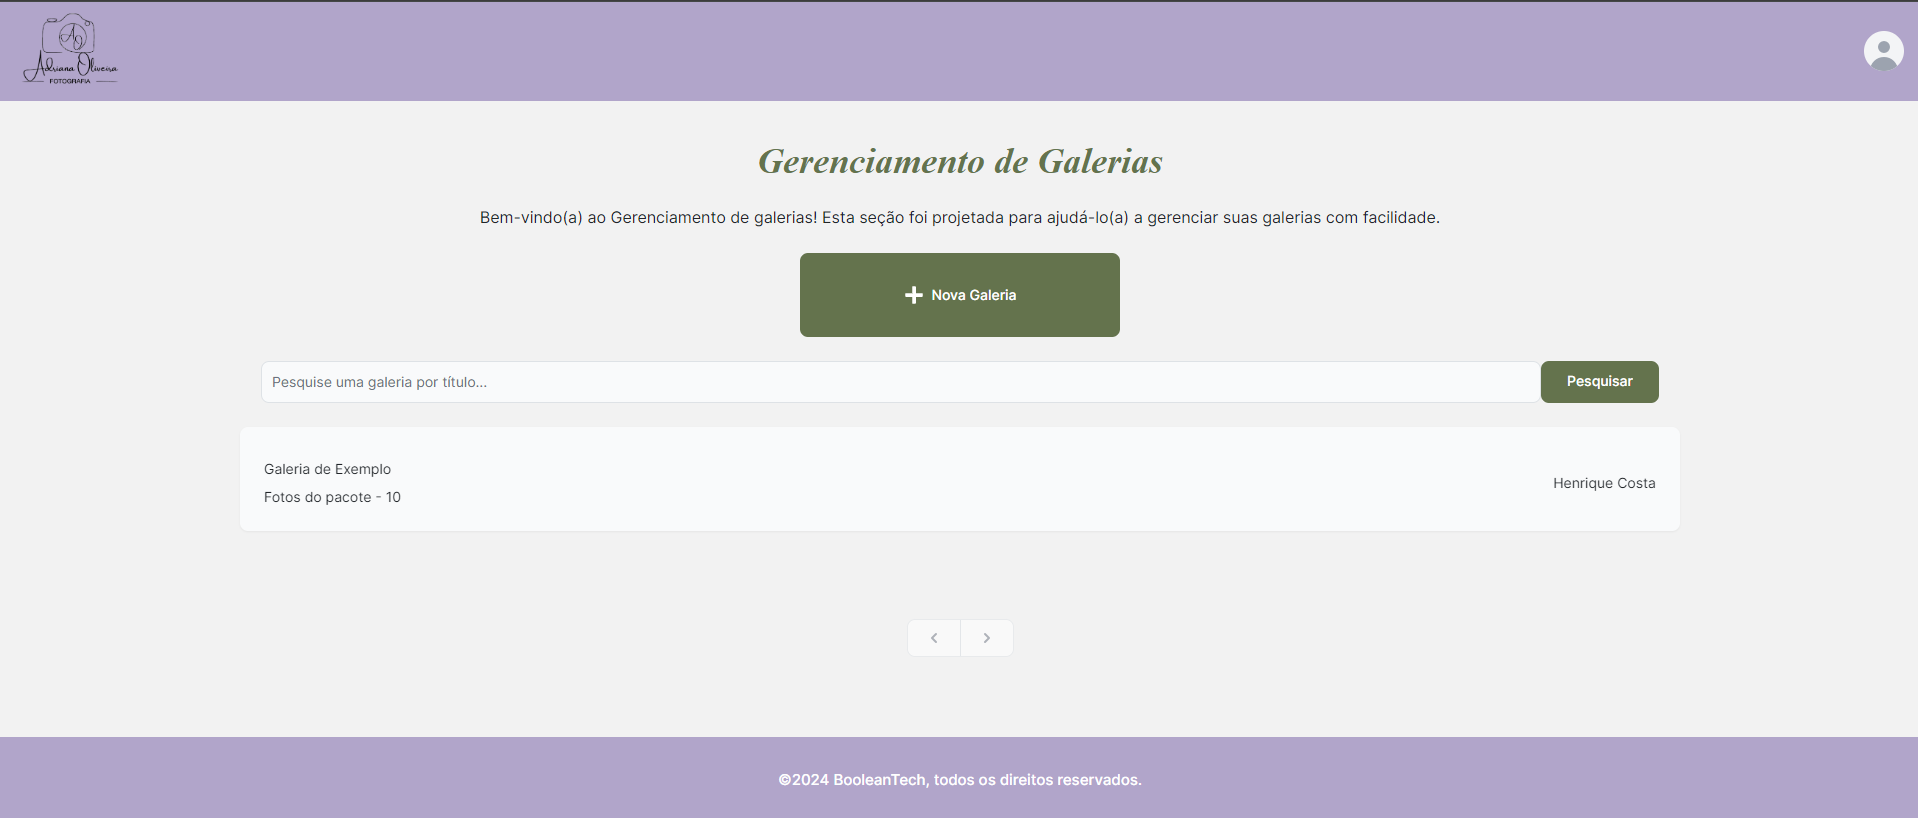 AO
Adriana Oliveira
FOTOGRAFIA
Gerenciamento de Galerias
Bem-vindo(a) ao Gerenciamento de galerias! Esta seção foi projetada para ajudá-lo(a) a gerenciar suas galerias com facilidade.
Nova Galeria
Pesquise uma galeria por título...
Pesquisar
Galeria de Exemplo
Fotos do pacote - 10
Henrique Costa
©2024 BooleanTech, todos os direitos reservados.